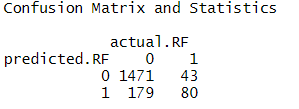 Confusion Matrix and Statistics
actual.RF
predicted.RF 0 1
0 1471 43
1 179 80